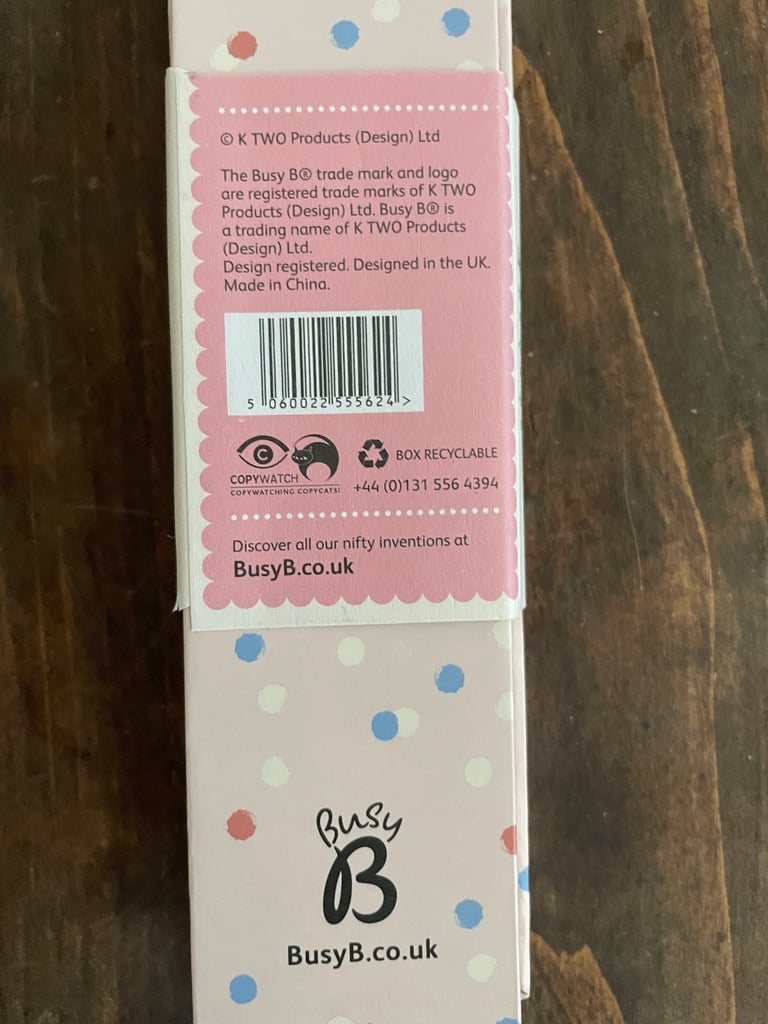 © K TWO Products (Design) Ltd
The Busy B® trade mark and logo
are registered trade marks of K TWO
Products (Design) Ltd. Busy B® is
a trading name of K TWO Products
(Design) Ltd.
Design registered. Designed in the UK.
Made in China.
5 060022 555624 >
C
COPYWATCH
COPYWATCHING COPYCATS!
BOX RECYCLABLE
+44 (0)131 556 4394
Discover all our nifty inventions at
BusyB.co.uk
Busy
B
BusyB.co.uk